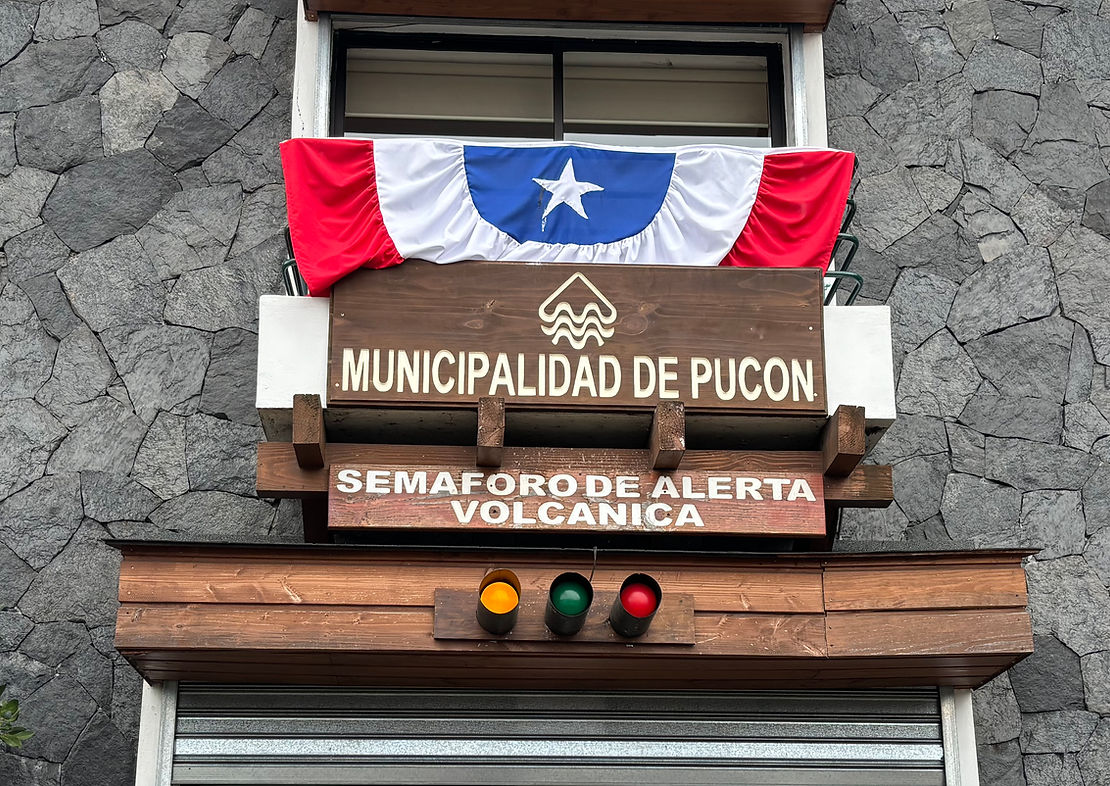 MUNICIPALIDAD DE PUCON
SEMAFORO DE ALERTA
VOLCANICA